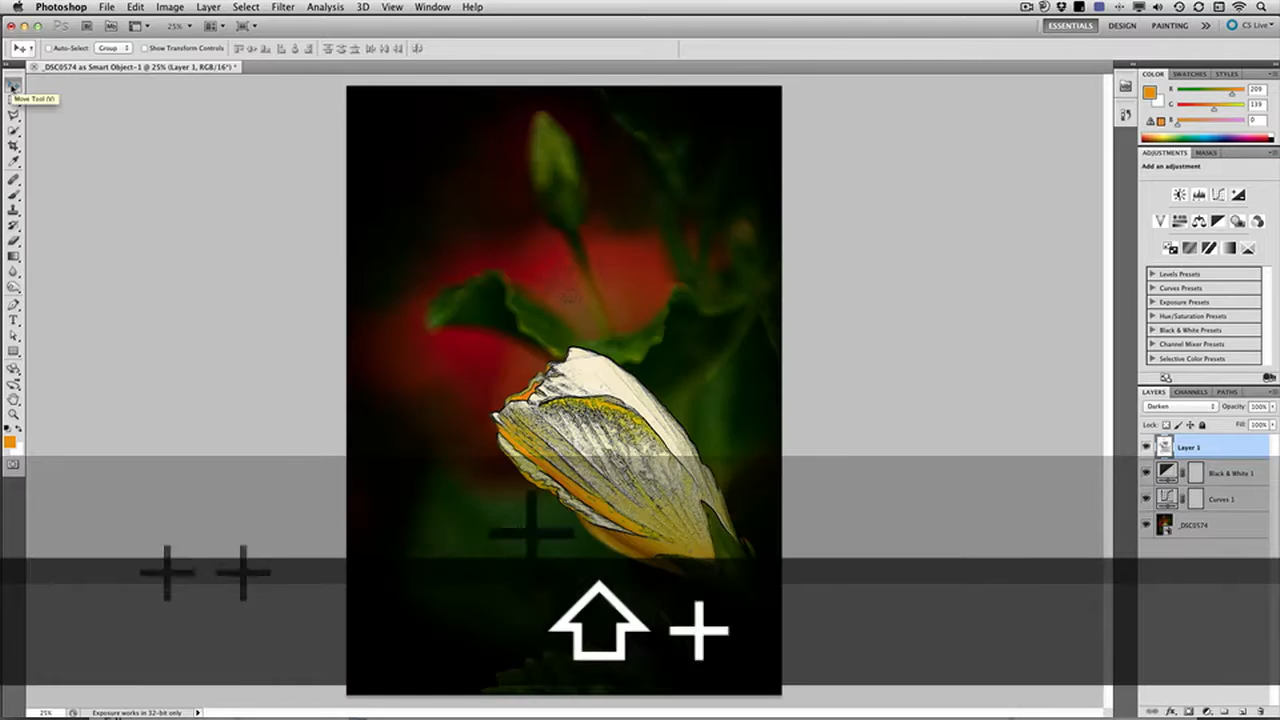 Photoshop File Edit Image Layer Select Filter Analysis 3D View Window Help
Ps Br Mb 25% ESSENTIALS DESIGN PAINTING >> CS Live
Auto-Select Group Show Transform Controls
_DSC0574 as Smart Object-1 @ 25% (Layer 1, RGB/16*) *
Move Tool (V)
COLOR SWATCHES STYLES
R 209
G 139
B 0
ADJUSTMENTS MASKS
Add an adjustment
Levels Presets
Curves Presets
Exposure Presets
Hue/Saturation Presets
Black & White Presets
Channel Mixer Presets
Selective Color Presets
LAYERS CHANNELS PATHS
Darken Opacity: 100%
Lock: Fill: 100%
Layer 1
Black & White 1
Curves 1
_DSC0574
+ + +
+
25% Exposure works in 32-bit only